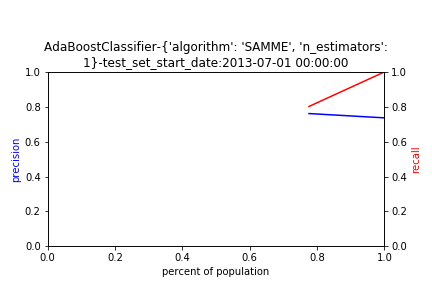 AdaBoostClassifier-{'algorithm': 'SAMME', 'n_estimators':
1}-test_set_start_date:2013-07-01 00:00:00
1.0
0.8
0.6
0.4
0.2
0.0
precision
1.0
0.8
0.6
0.4
0.2
0.0
recall
0.0 0.2 0.4 0.6 0.8 1.0
percent of population